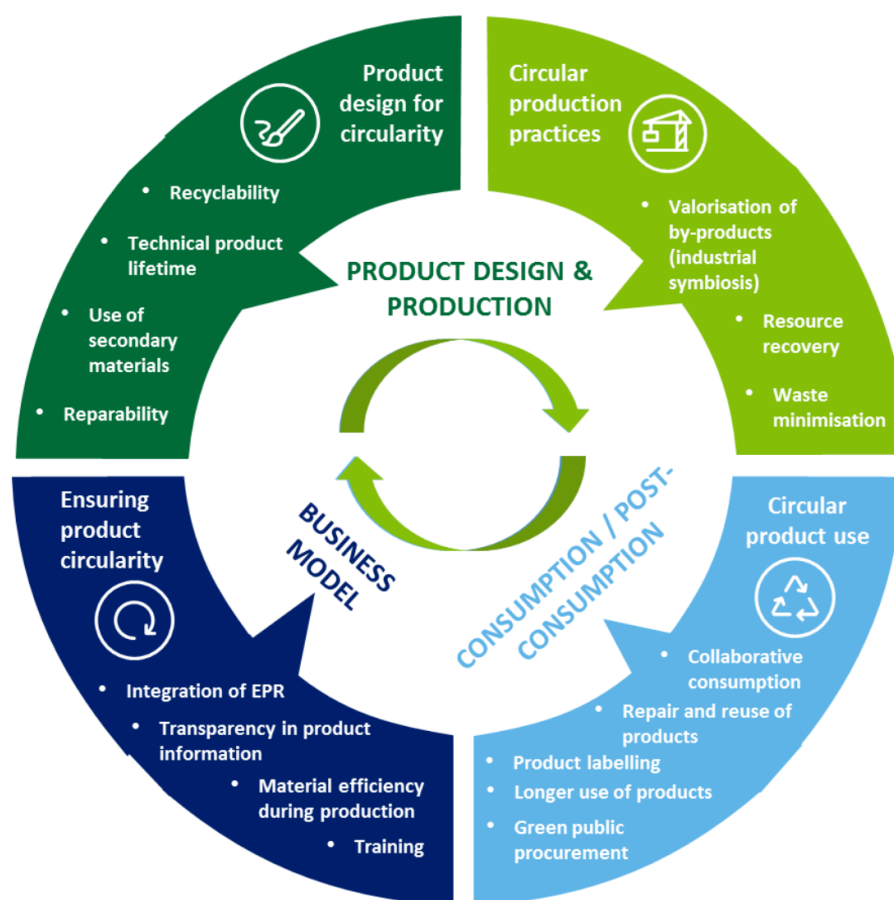 Product
design for
circularity
• Recyclability
• Technical product
lifetime
• Use of
secondary
materials
• Reparability
Circular
production
practices
• Valorisation of
by-products
(industrial
symbiosis)
• Resource
recovery
• Waste
minimisation
PRODUCT DESIGN &
PRODUCTION
BUSINESS
MODEL
CONSUMPTION / POST-
CONSUMPTION
Ensuring
product
circularity
• Integration of EPR
• Transparency in product
information
• Material efficiency
during production
• Training
Circular
product use
• Collaborative
consumption
• Repair and reuse of
products
• Product labelling
• Longer use of products
• Green public
procurement